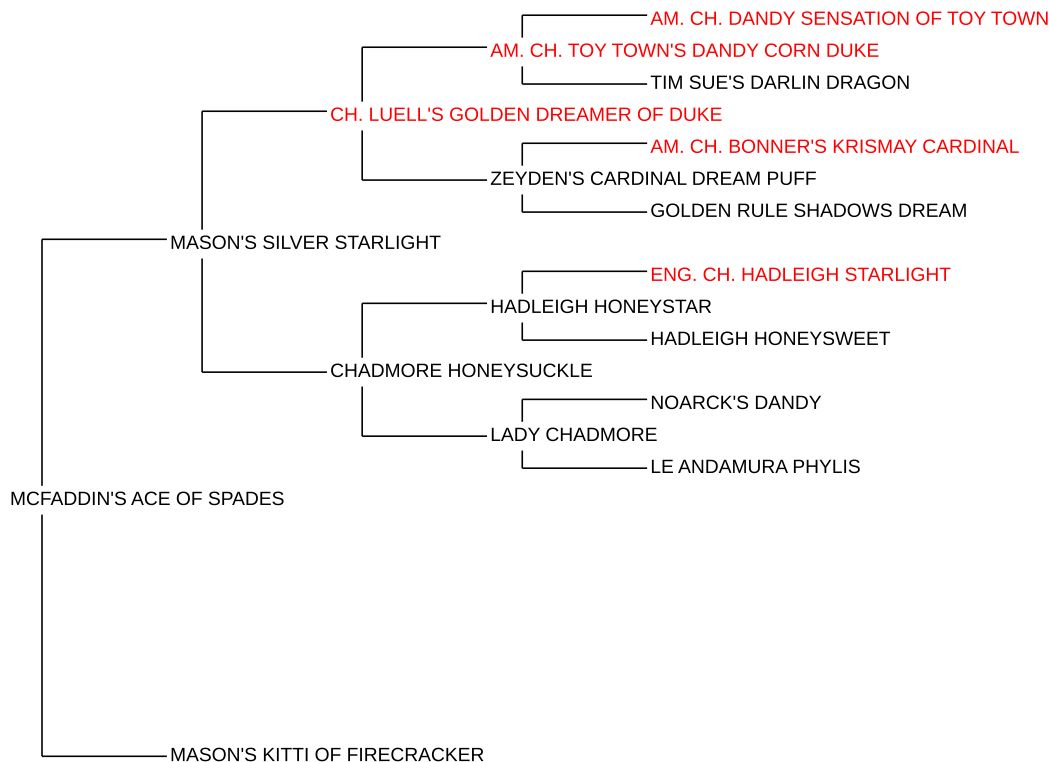 AM. CH. DANDY SENSATION OF TOY TOWN
AM. CH. TOY TOWN'S DANDY CORN DUKE
TIM SUE'S DARLIN DRAGON
CH. LUELL'S GOLDEN DREAMER OF DUKE
AM. CH. BONNER'S KRISMAY CARDINAL
ZEYDEN'S CARDINAL DREAM PUFF
GOLDEN RULE SHADOWS DREAM
MASON'S SILVER STARLIGHT
ENG. CH. HADLEIGH STARLIGHT
HADLEIGH HONEYSTAR
HADLEIGH HONEYSWEET
CHADMORE HONEYSUCKLE
NOARCK'S DANDY
LADY CHADMORE
LE ANDAMURA PHYLIS
MCFADDIN'S ACE OF SPADES
MASON'S KITTI OF FIRECRACKER